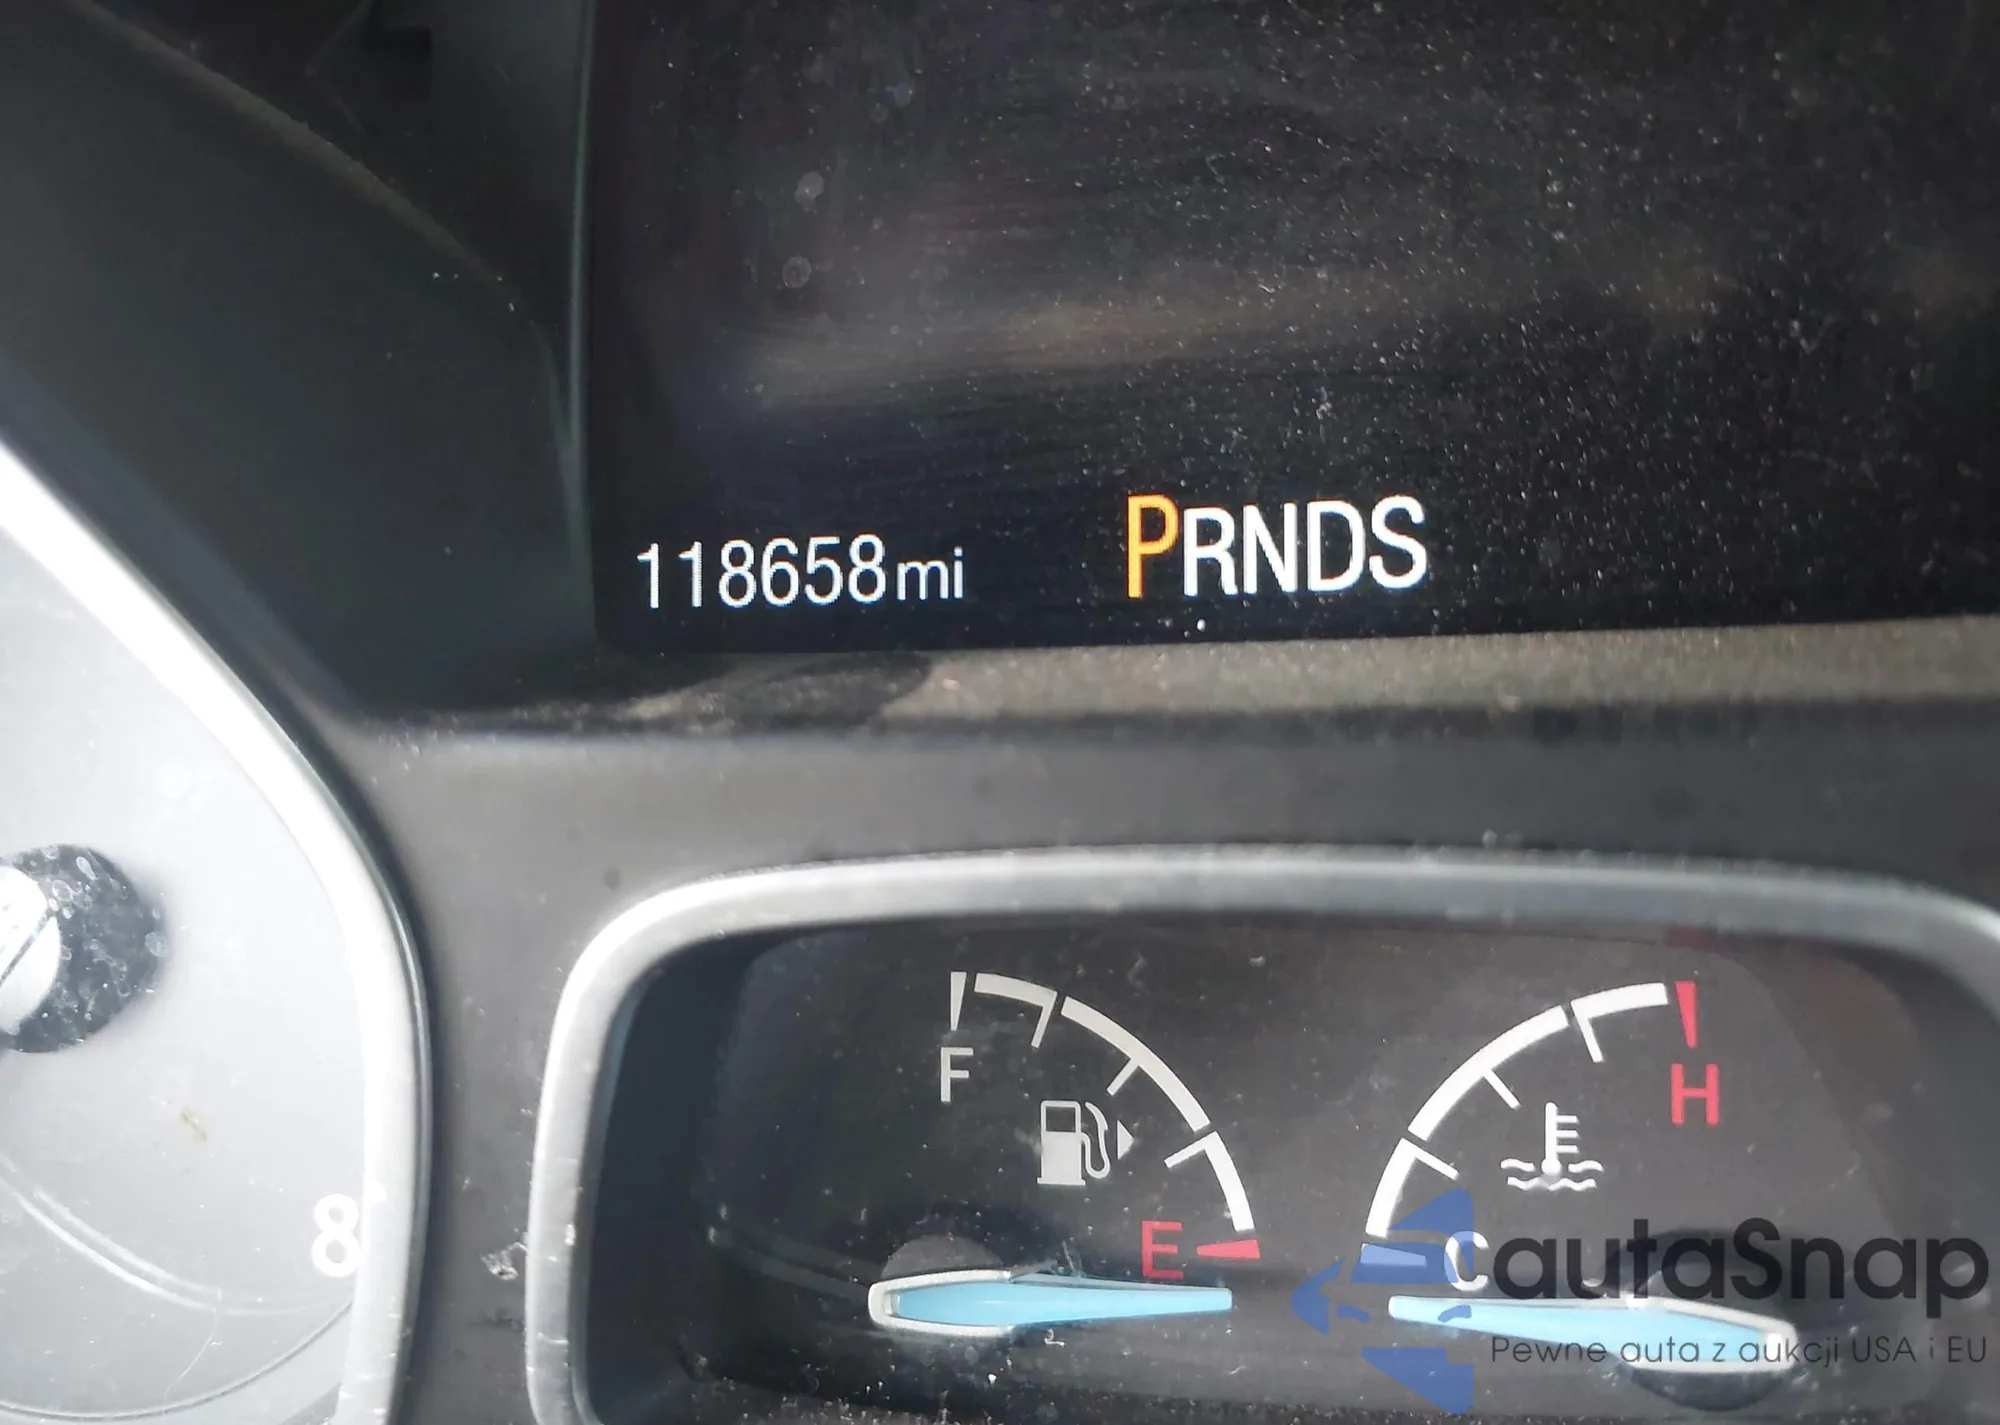 118658mi PRNDS
F
H
E
C
8
autaSnap
Pewne auta z aukcji USA i EU